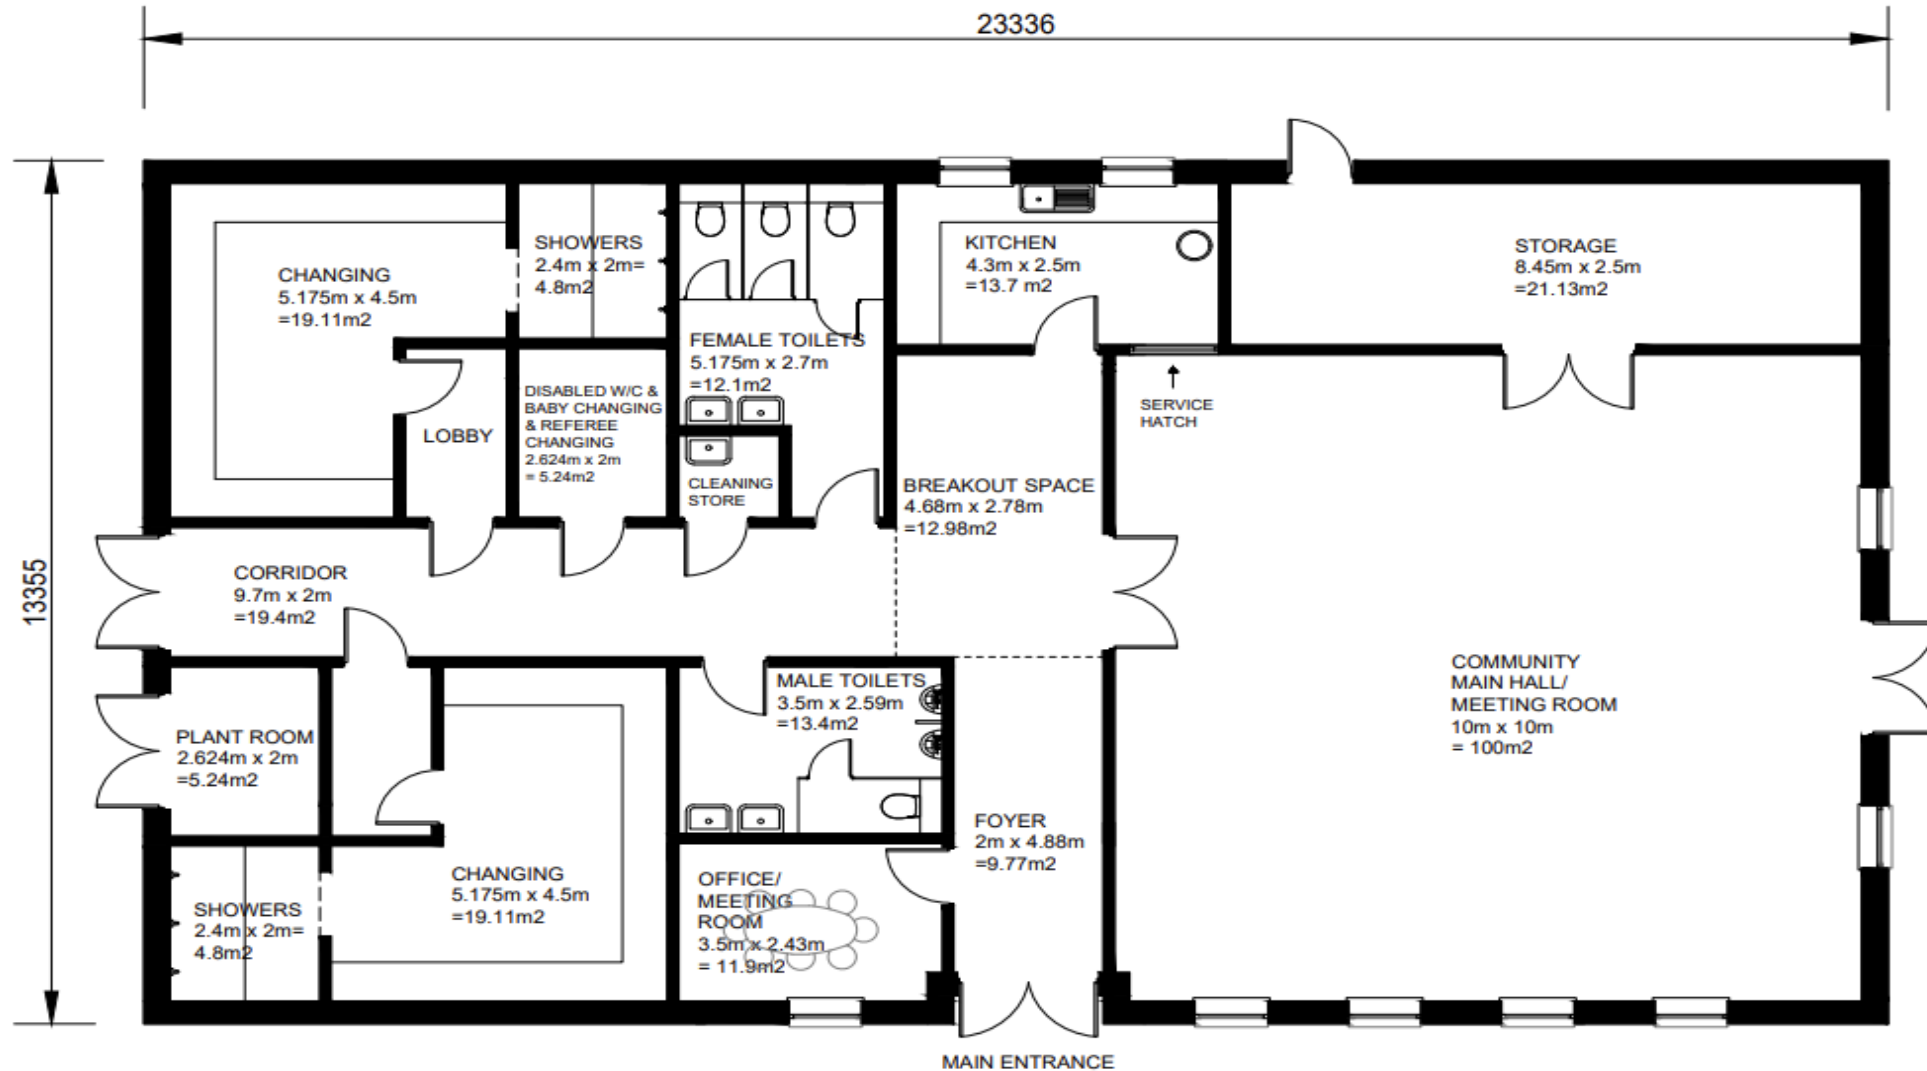 23336
13355
CHANGING
5.175m x 4.5m
=19.11m2
SHOWERS
2.4m x 2m=
4.8m2
FEMALE TOILETS
5.175m x 2.7m
=12.1m2
KITCHEN
4.3m x 2.5m
=13.7 m2
STORAGE
8.45m x 2.5m
=21.13m2
LOBBY
DISABLED W/C &
BABY CHANGING
& REFEREE
CHANGING
2.624m x 2m
= 5.24m2
CLEANING
STORE
BREAKOUT SPACE
4.68m x 2.78m
=12.98m2
SERVICE
HATCH
CORRIDOR
9.7m x 2m
=19.4m2
COMMUNITY
MAIN HALL/
MEETING ROOM
10m x 10m
= 100m2
PLANT ROOM
2.624m x 2m
=5.24m2
MALE TOILETS
3.5m x 2.59m
=13.4m2
FOYER
2m x 4.88m
=9.77m2
SHOWERS
2.4m x 2m=
4.8m2
CHANGING
5.175m x 4.5m
=19.11m2
OFFICE/
MEETING
ROOM
3.5m x 2.43m
= 11.9m2
MAIN ENTRANCE